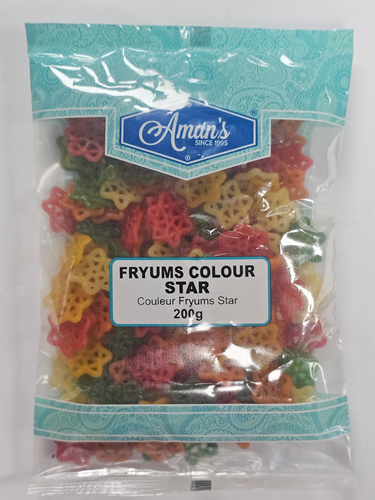 Aman's
SINCE 1995
FRYUMS COLOUR
STAR
Couleur Fryums Star
200g